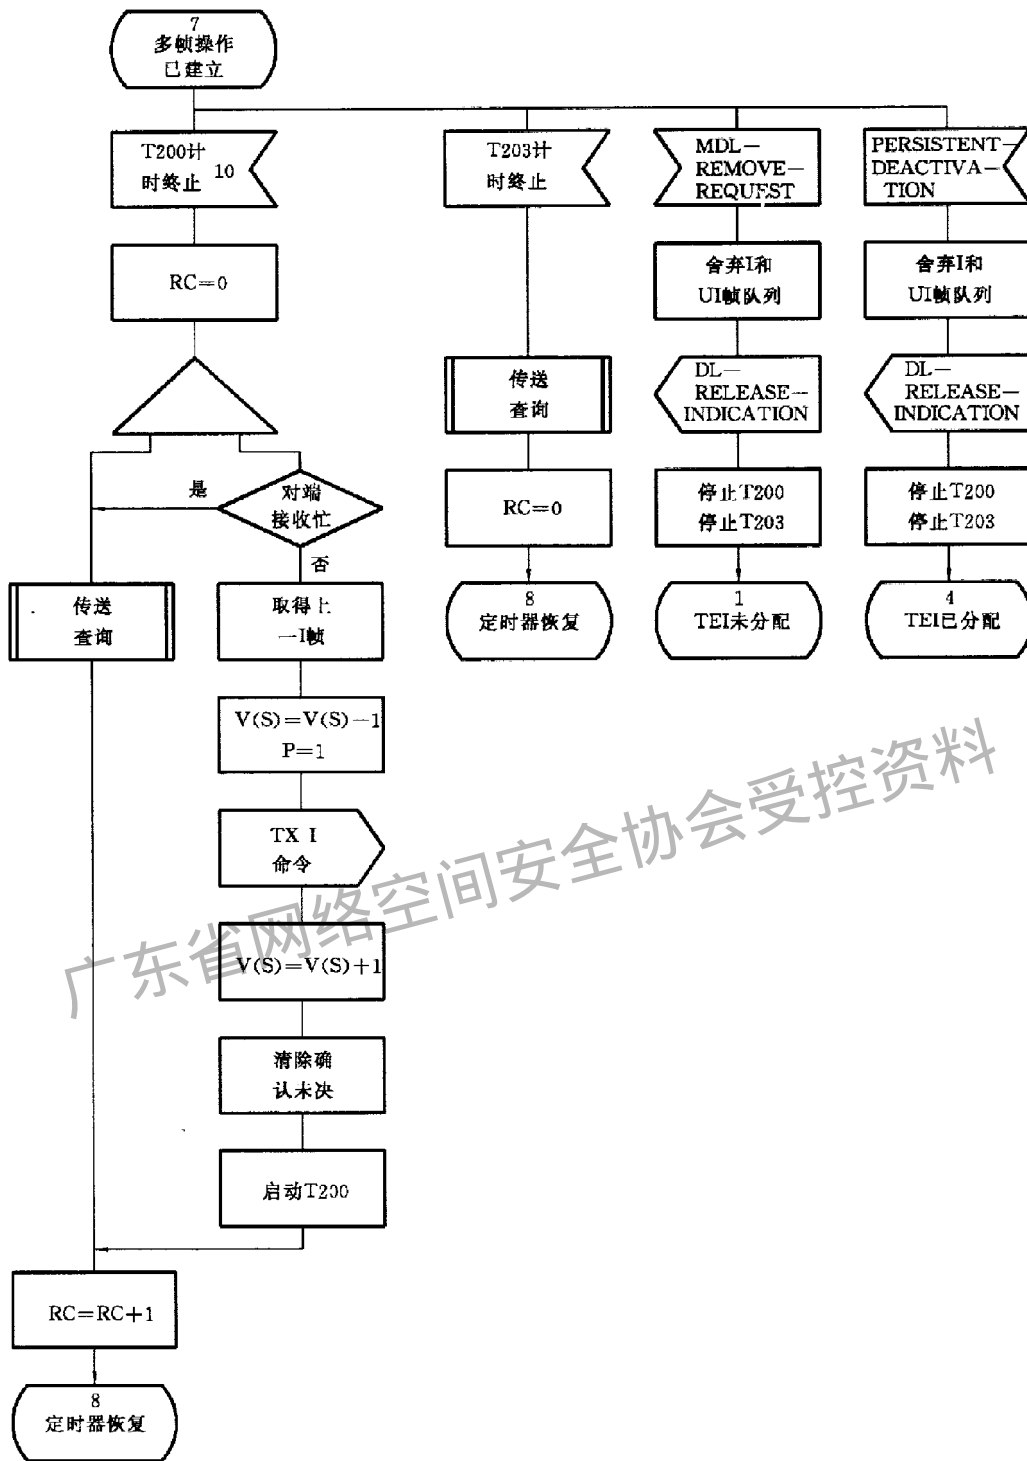 7
多帧操作
已建立
T200计
时终止 10
RC=0
是
对端
接收忙
否
传送
查询
取得上
一I帧
V(S)=V(S)-1
P=1
TX I
命令
V(S)=V(S)+1
清除确
认未决
启动T200
RC=RC+1
8
定时器恢复
T203计
时终止
传送
查询
RC=0
8
定时器恢复
MDL-
REMOVE-
REQUEST
舍弃I和
UI帧队列
DL-
RELEASE-
INDICATION
停止T200
停止T203
1
TEI未分配
PERSISTENT-
DEACTIVA-
TION
舍弃I和
UI帧队列
DL-
RELEASE-
INDICATION
停止T200
停止T203
4
TEI已分配
广东省网络空间安全协会受控资料